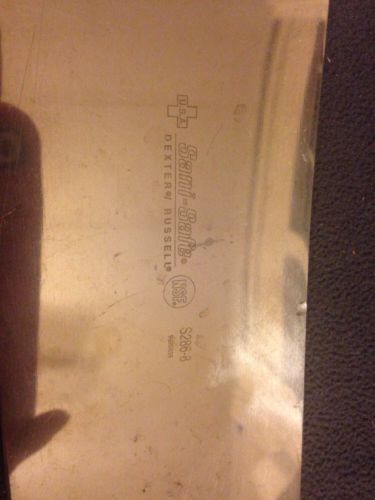 U.S.A.
Sani-Safe®
DEXTER®/RUSSELL®
NSF®
S286-8